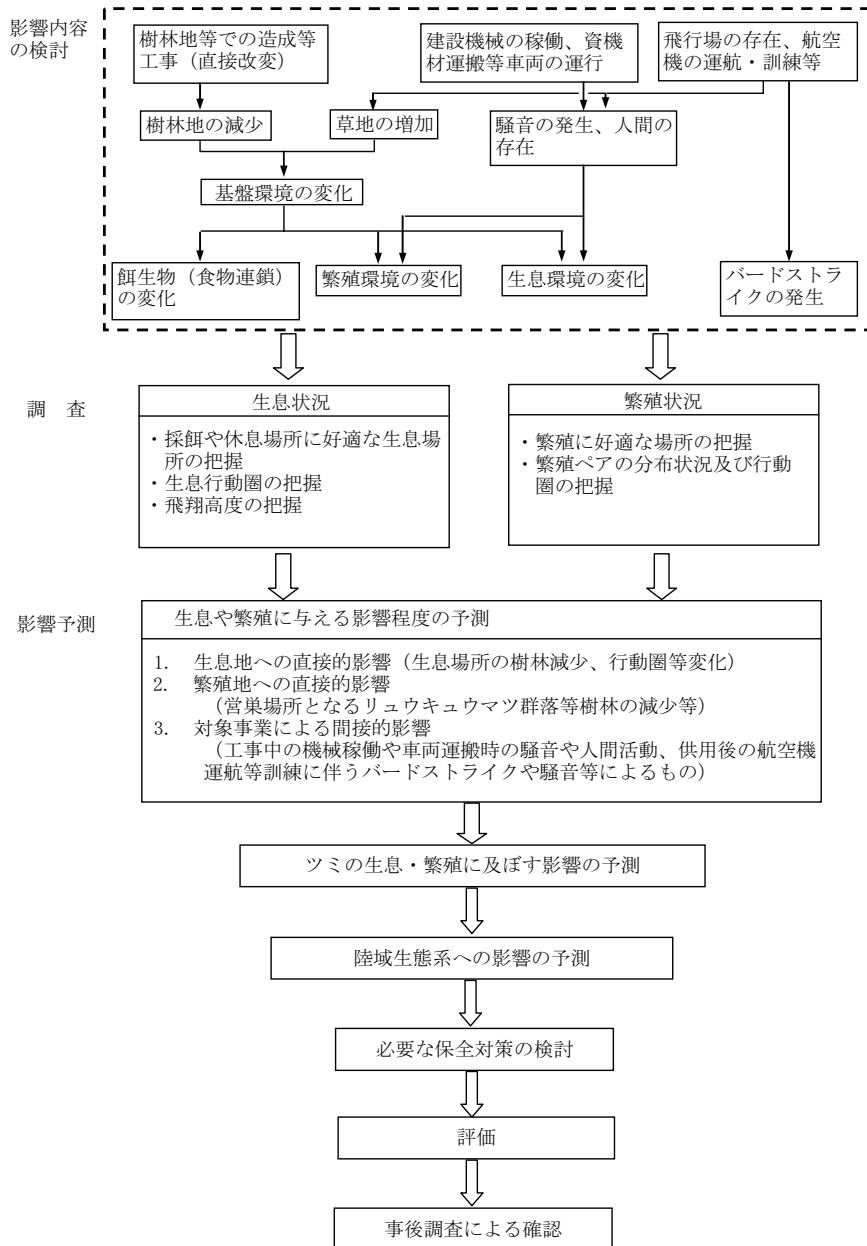 影響内容
の検討
樹林地等での造成等
工事（直接改変）
建設機械の稼働、資機
材運搬等車両の運行
飛行場の存在、航空
機の運航・訓練等
樹林地の減少
草地の増加
騒音の発生、人間の
存在
基盤環境の変化
餌生物（食物連鎖）
の変化
繁殖環境の変化
生息環境の変化
バードストラ
イクの発生
調　査
生息状況
・採餌や休息場所に好適な生息場
所の把握
・生息行動圏の把握
・飛翔高度の把握
繁殖状況
・繁殖に好適な場所の把握
・繁殖ペアの分布状況及び行動
圏の把握
影響予測
生息や繁殖に与える影響程度の予測
1.　生息地への直接的影響（生息場所の樹林減少、行動圏等変化）
2.　繁殖地への直接的影響
（営巣場所となるリュウキュウマツ群落等樹林の減少等）
3.　対象事業による間接的影響
（工事中の機械稼働や車両運搬時の騒音や人間活動、供用後の航空機
運航等訓練に伴うバードストライクや騒音等によるもの）
ツミの生息・繁殖に及ぼす影響の予測
陸域生態系への影響の予測
必要な保全対策の検討
評価
事後調査による確認